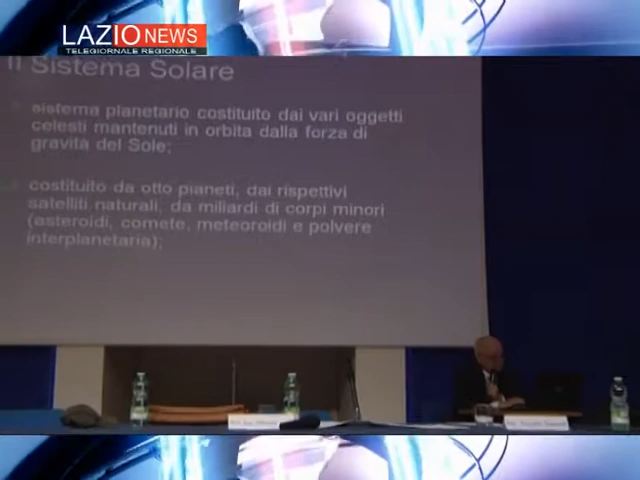 LAZIONEWS
TELEGIORNALE REGIONALE
Il Sistema Solare
sistema planetario costituito dai vari oggetti
celesti mantenuti in orbita dalla forza di
gravità del Sole;
costituito da otto pianeti, dai rispettivi
satelliti naturali, da miliardi di corpi minori
(asteroidi, comete, meteoroidi e polvere
interplanetaria);